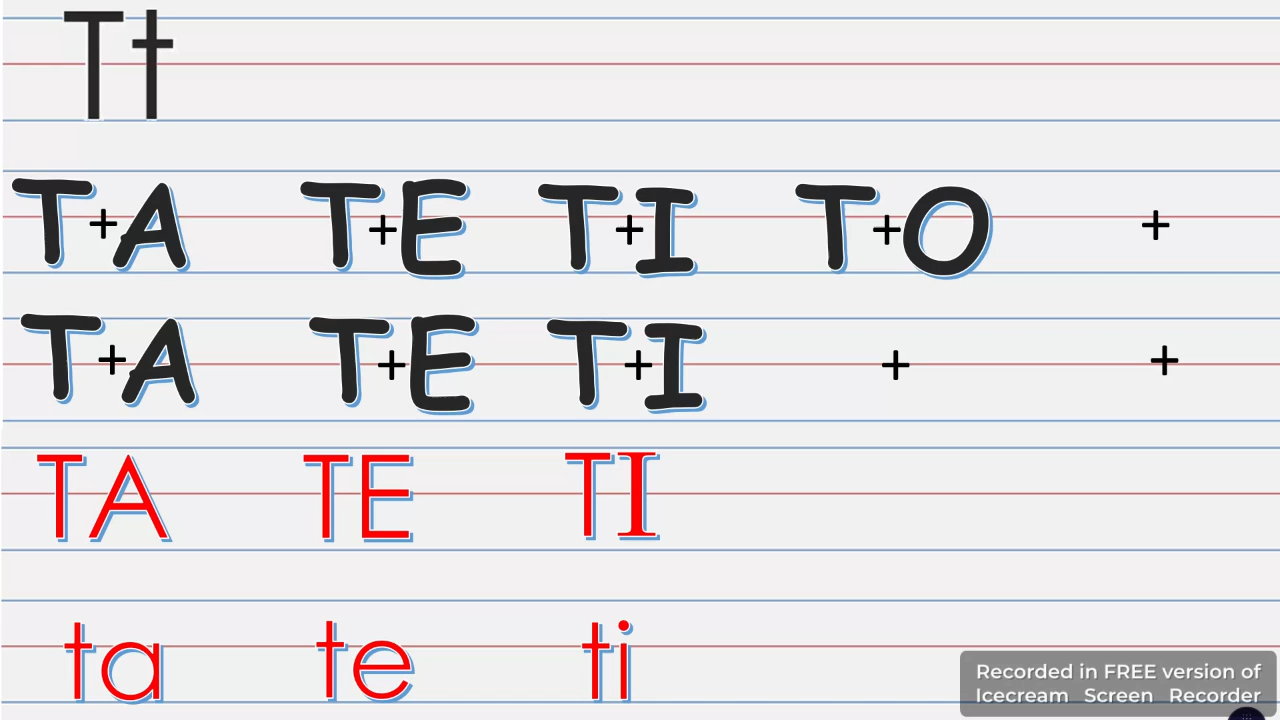 Tt
T+A T+E T+I T+O +
T+A T+E T+I + +
TA TE TI
ta te ti
Recorded in FREE version of
Icecream Screen Recorder